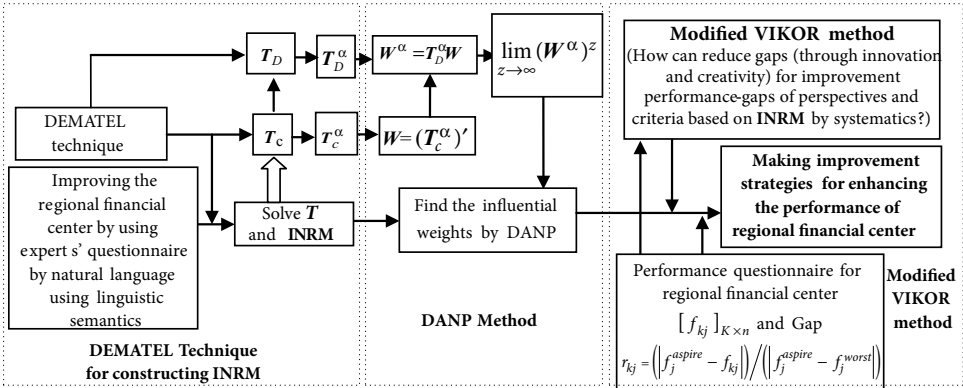 DEMATEL
technique
Improving the
regional financial
center by using
expert s' questionnaire
by natural language
using linguistic
semantics
T_D
T_D^α
T_c
T_c^α
Solve T
and INRM
DEMATEL Technique
for constructing INRM
W^α = T_D^α W
W = (T_c^α)′
lim (W^α)^z
z→∞
Find the influential
weights by DANP
DANP Method
Modified VIKOR method
(How can reduce gaps (through innovation
and creativity) for improvement
performance-gaps of perspectives and
criteria based on INRM by systematics?)
Making improvement
strategies for enhancing
the performance of
regional financial center
Performance questionnaire for
regional financial center
[f_kj]_K×n and Gap
r_kj = (|f_j^aspire − f_kj|)/(|f_j^aspire − f_j^worst|)
Modified
VIKOR
method